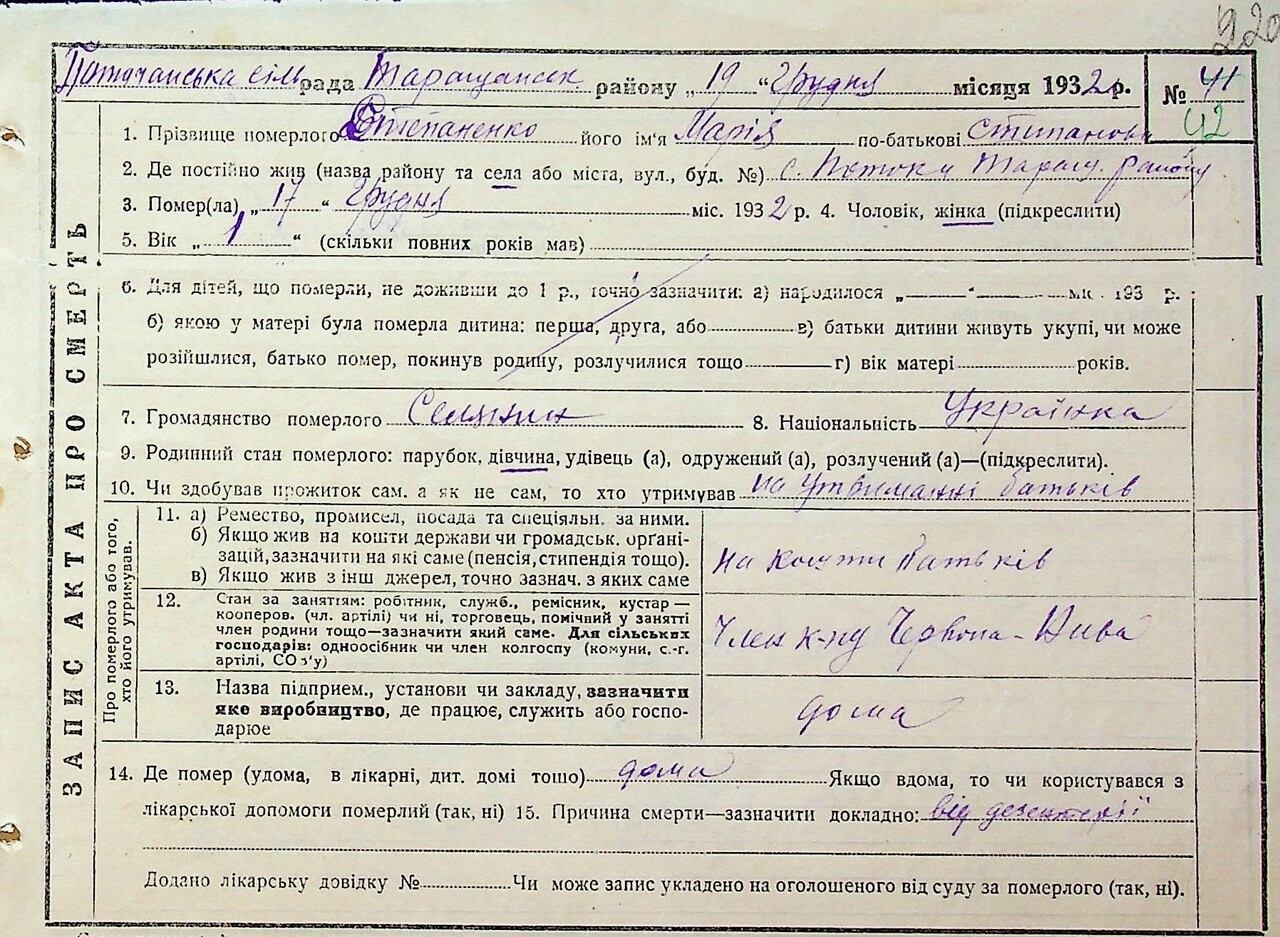 920
Потачанська сільрада Таращанськ району „19“ Грудня місяця 1932 р. № 41
42
ЗАПИС АКТА ПРО СМЕРТЬ
1. Прізвище померлого Степаненко його ім'я Марія по-батькові Степанова
2. Де постійно жив (назва району та села або міста, вул., буд. №) с. Потоки Таращ. району
3. Помер(ла) „17“ Грудня міс. 1932 р. 4. Чоловік, жінка (підкреслити)
5. Вік „1“ (скільки повних років мав)
6. Для дітей, що померли, не доживши до 1 р., точно зазначити: а) народилося „ “ міс. 193 р.
б) якою у матері була померла дитина: перша, друга, або в) батьки дитини живуть укупі, чи може
розійшлися, батько помер, покинув родину, розлучилися тощо г) вік матері років.
7. Громадянство померлого Селянин 8. Національність Українка
9. Родинний стан померлого: парубок, дівчина, удівець (а), одружений (а), розлучений (а)—(підкреслити).
10. Чи здобував прожиток сам. а як не сам, то хто утримував на утриманні батьків
Про померлого або того,
хто його утримував.
11. а) Ремество, промисел, посада та спеціяльн. за ними.
б) Якщо жив на кошти держави чи громадськ. орґані-
зацій, зазначити на які саме (пенсія, стипендія тощо).
в) Якщо жив з інш джерел, точно зазнач. з яких саме
на кошти батьків
12. Стан за занятіям: робітник, служб., ремісник, кустар—
кооперов. (чл. артілі) чи ні, торговець, помічний у занятті
член родини тощо—зазначити який саме. Для сільських
господарів: одноосібник чи член колгоспу (комуни, с.-г.
артілі, СОЗ'у)
Член к-пу Червона-Нива
13. Назва підприєм., установи чи закладу, зазначити
яке виробництво, де працює, служить або госпо-
дарює
дома
14. Де помер (удома, в лікарні, дит. домі тощо) дома Якщо вдома, то чи користувався з
лікарської допомоги померлий (так, ні) 15. Причина смерти—зазначити докладно: від дезентерії
Додано лікарську довідку № Чи може запис укладено на оголошеного від суду за померлого (так, ні).